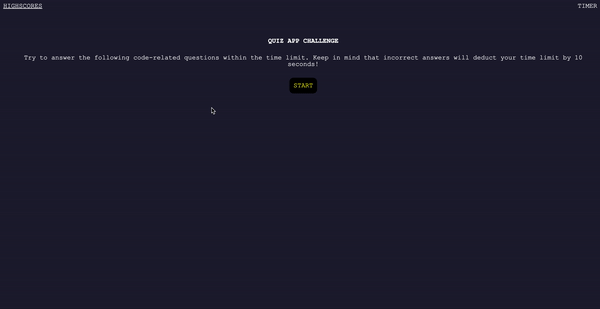 HIGHSCORES
TIMER
QUIZ APP CHALLENGE
Try to answer the following code-related questions within the time limit. Keep in mind that incorrect answers will deduct your time limit by 10
seconds!
START